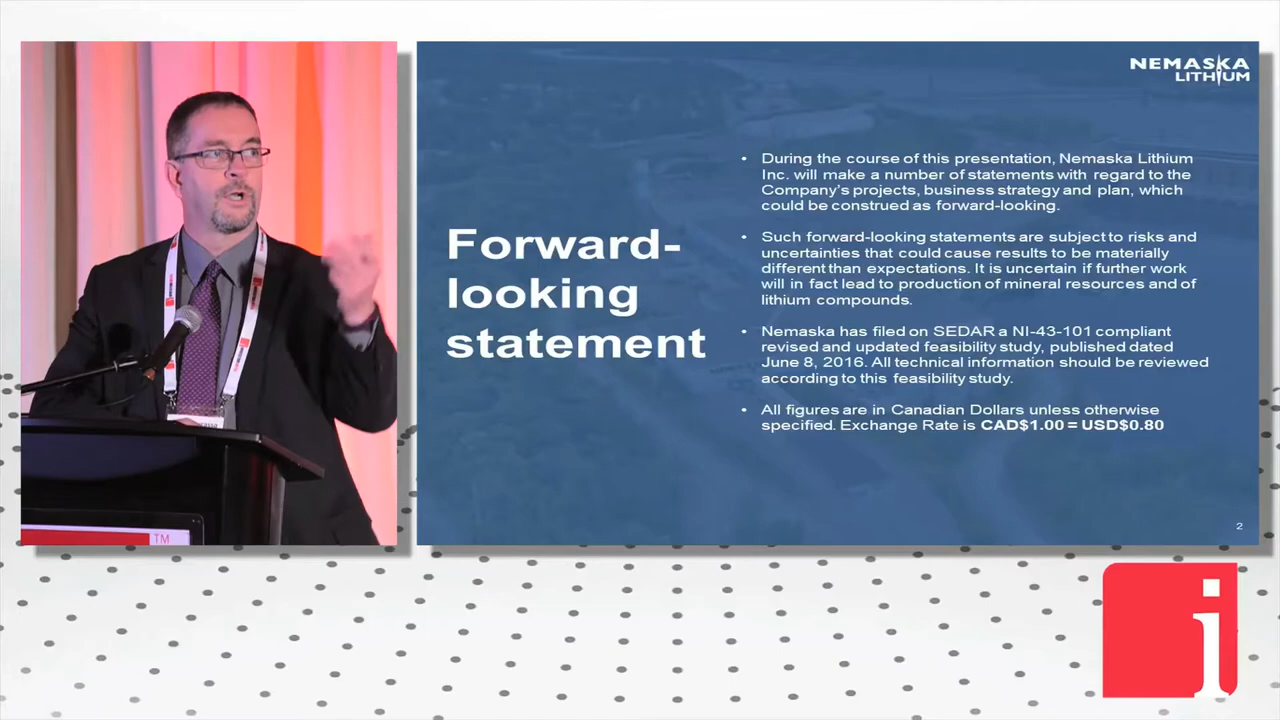 NEMASKA
LITHIUM
Forward-
looking
statement
• During the course of this presentation, Nemaska Lithium
Inc. will make a number of statements with regard to the
Company's projects, business strategy and plan, which
could be construed as forward-looking.
• Such forward-looking statements are subject to risks and
uncertainties that could cause results to be materially
different than expectations. It is uncertain if further work
will in fact lead to production of mineral resources and of
lithium compounds.
• Nemaska has filed on SEDAR a NI-43-101 compliant
revised and updated feasibility study, published dated
June 8, 2016. All technical information should be reviewed
according to this feasibility study.
• All figures are in Canadian Dollars unless otherwise
specified. Exchange Rate is CAD$1.00 = USD$0.80
2
TM
i